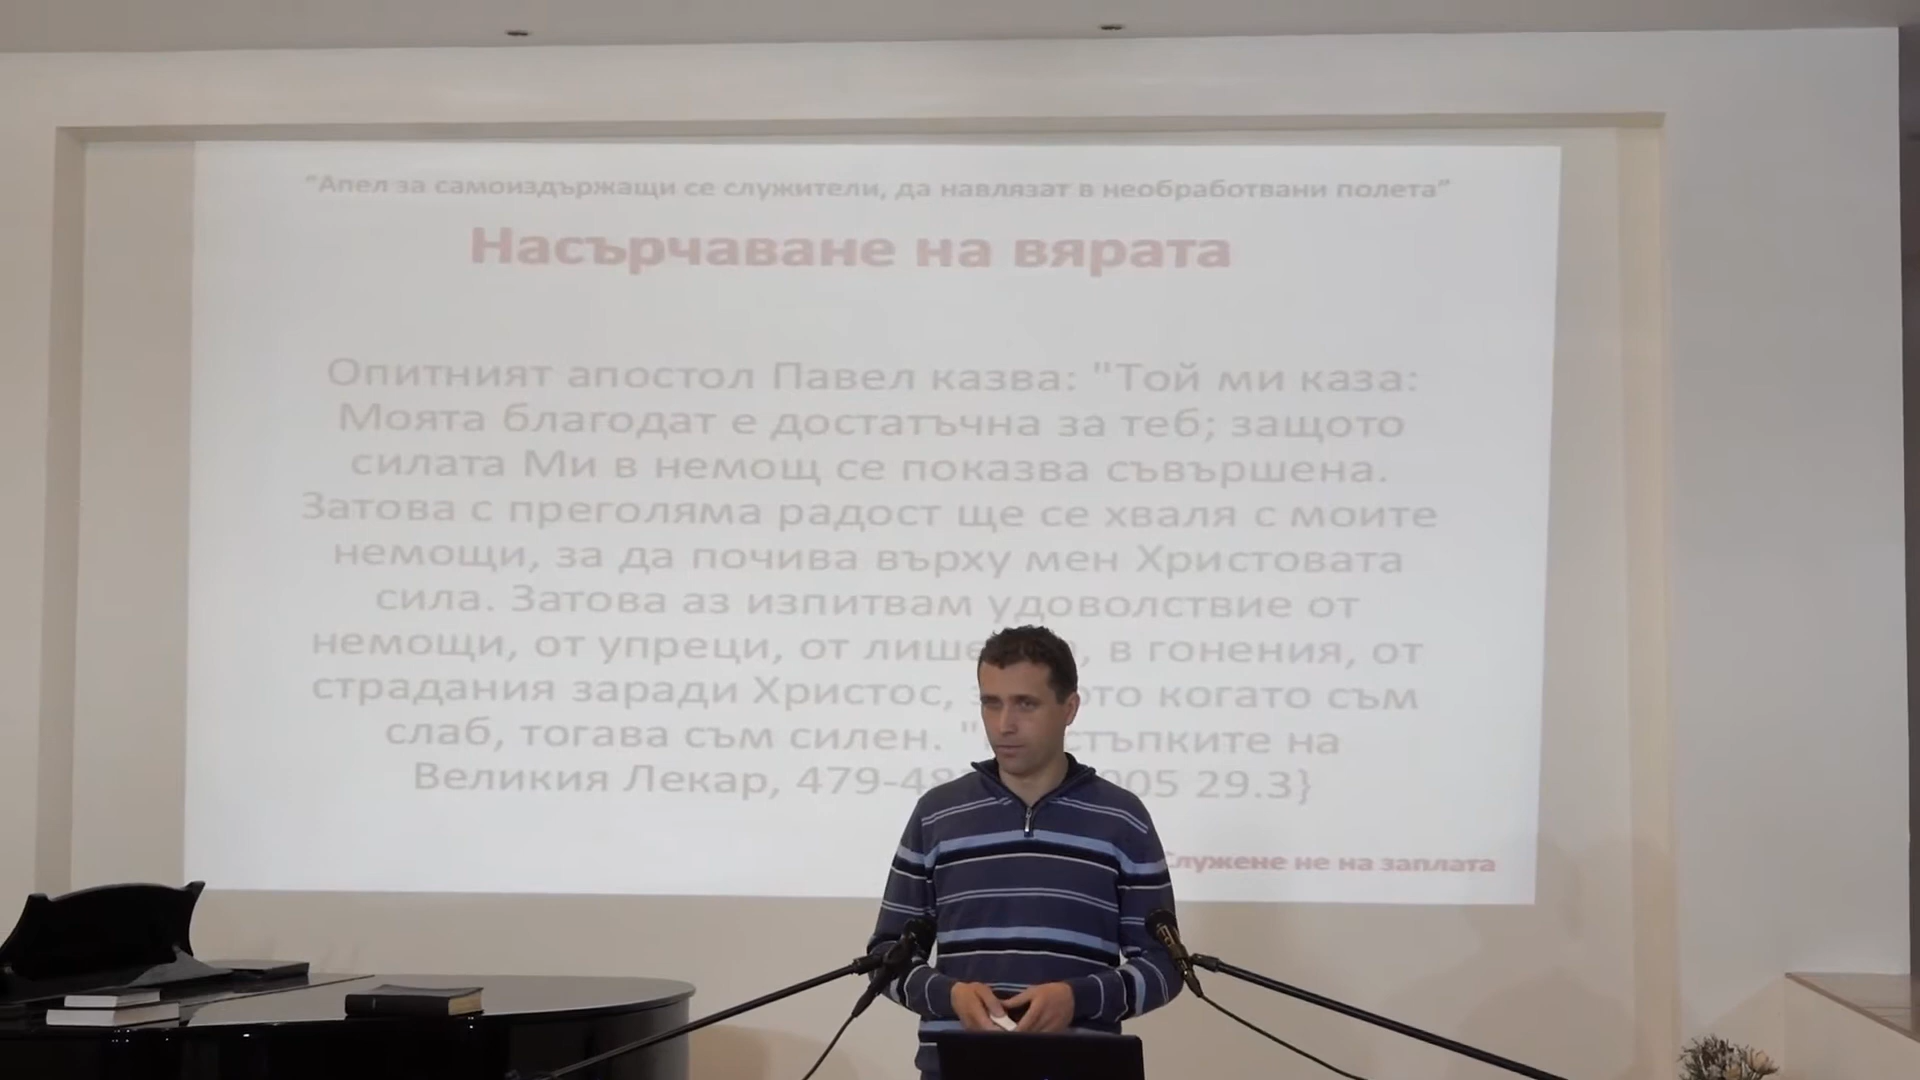 "Апел за самоиздържащи се служители, да навлязат в необработвани полета"
Насърчаване на вярата
Опитният апостол Павел казва: "Той ми каза:
Моята благодат е достатъчна за теб; защото
силата Ми в немощ се показва съвършена.
Затова с преголяма радост ще се хваля с моите
немощи, за да почива върху мен Христовата
сила. Затова аз изпитвам удоволствие от
немощи, от упреци, от в гонения, от
страдания заради Христос, когато съм
слаб, тогава съм силен. " на
Великия Лекар, 29.3}
Служене не на заплата